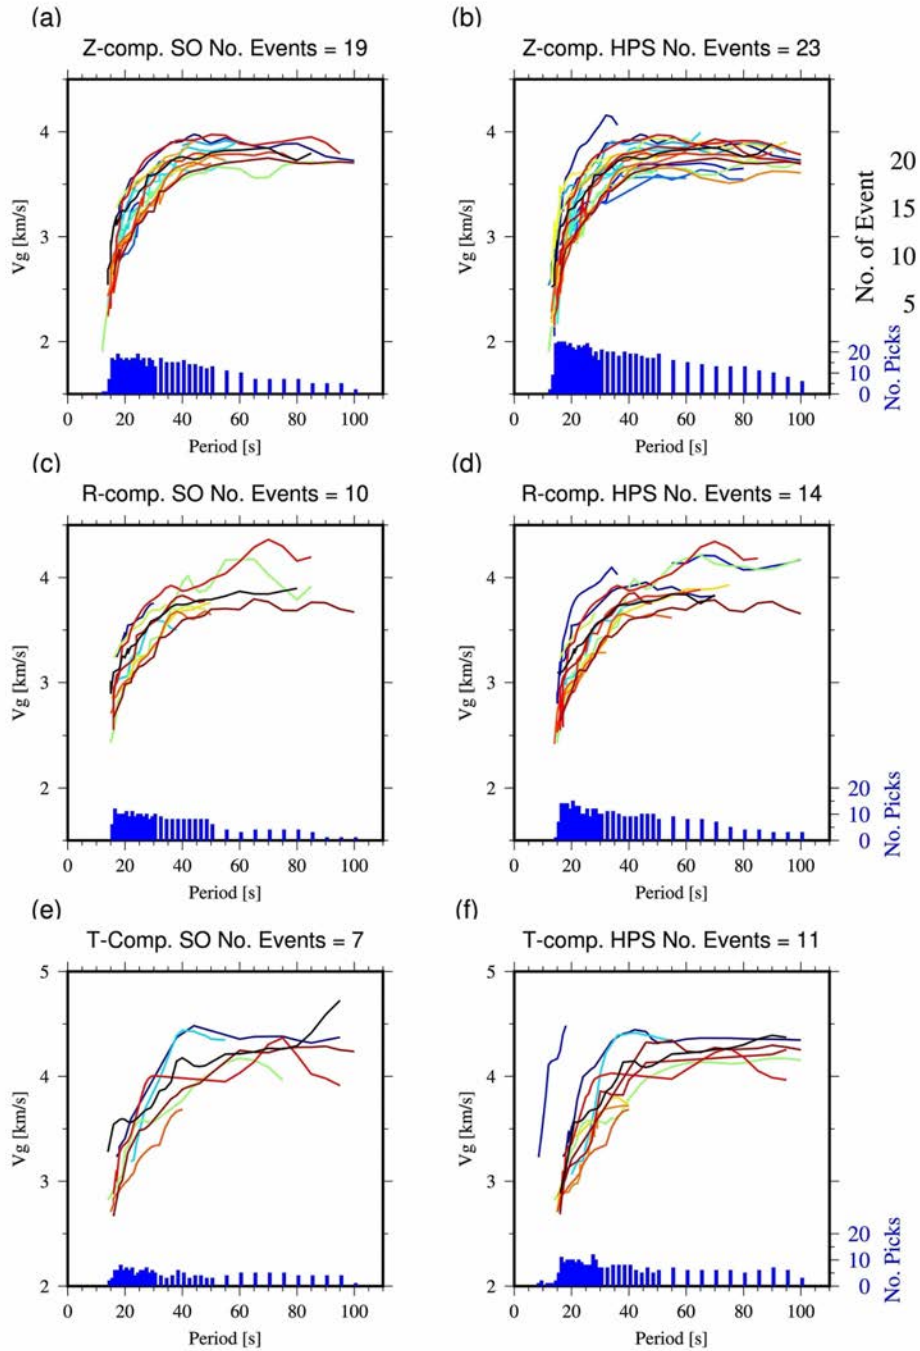 (a)
Z-comp. SO No. Events = 19
4
3
2
Vg [km/s]
0 20 40 60 80 100
Period [s]
(b)
Z-comp. HPS No. Events = 23
4
3
2
Vg [km/s]
20
15
10
5
No. of Event
20
10
0
No. Picks
0 20 40 60 80 100
Period [s]
(c)
R-comp. SO No. Events = 10
4
3
2
Vg [km/s]
0 20 40 60 80 100
Period [s]
(d)
R-comp. HPS No. Events = 14
4
3
2
Vg [km/s]
20
10
0
No. Picks
0 20 40 60 80 100
Period [s]
(e)
T-Comp. SO No. Events = 7
5
4
3
2
Vg [km/s]
0 20 40 60 80 100
Period [s]
(f)
T-comp. HPS No. Events = 11
5
4
3
2
Vg [km/s]
20
10
0
No. Picks
0 20 40 60 80 100
Period [s]